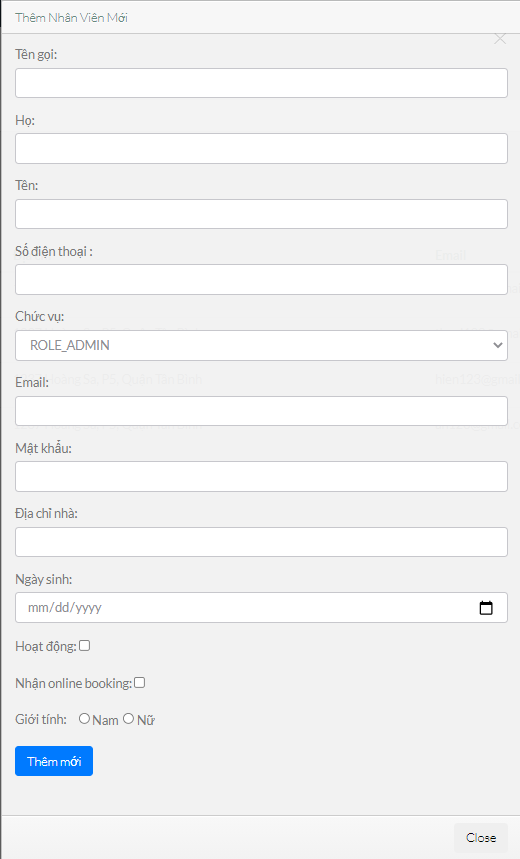 Thêm Nhân Viên Mới
Tên gọi:
Họ:
Tên:
Số điện thoại :
Email
Chức vụ:
ROLE_ADMIN
Email:
Mật khẩu:
Địa chỉ nhà:
Ngày sinh:
mm/dd/yyyy
Hoạt động:
Nhận online booking:
Giới tính: Nam Nữ
Thêm mới
Close